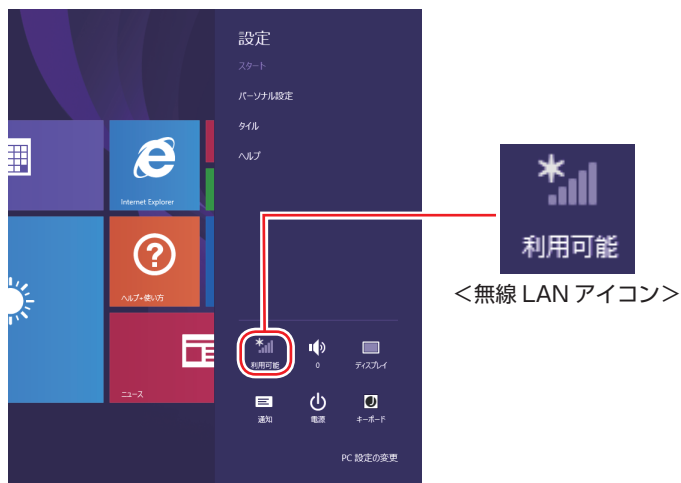 設定
スタート
パーソナル設定
タイル
ヘルプ
Internet Explorer
ヘルプ+使い方
ニュース
利用可能
0
ディスプレイ
通知
電源
キーボード
PC 設定の変更
利用可能
＜無線 LAN アイコン＞